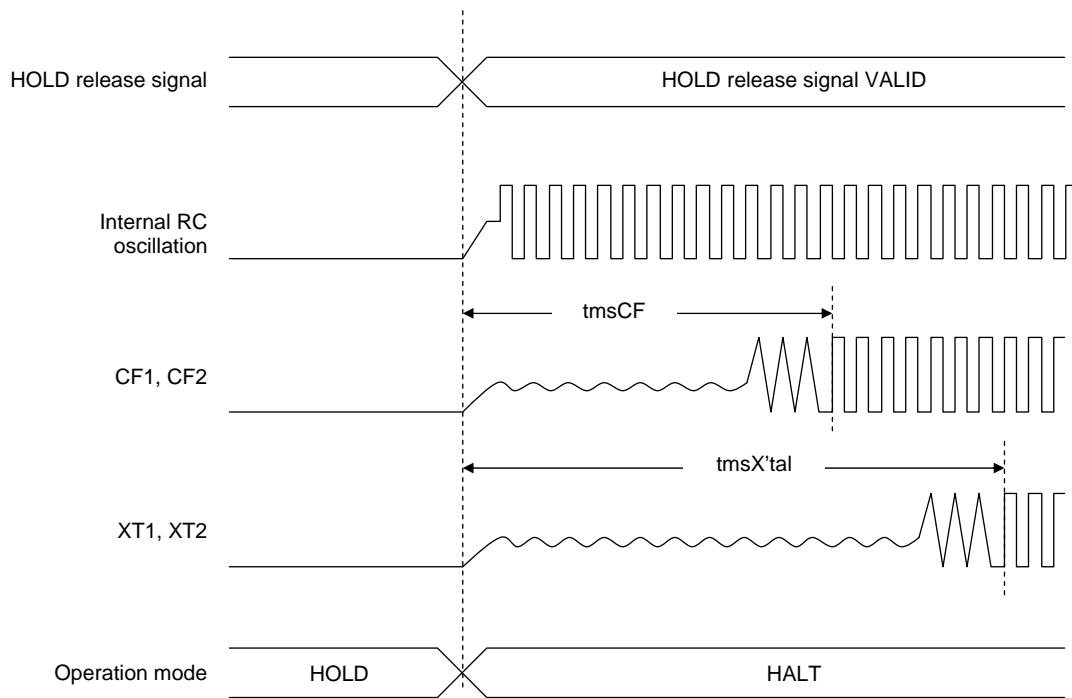 HOLD release signal
HOLD release signal VALID
Internal RC
oscillation
tmsCF
CF1, CF2
tmsX’tal
XT1, XT2
Operation mode
HOLD
HALT